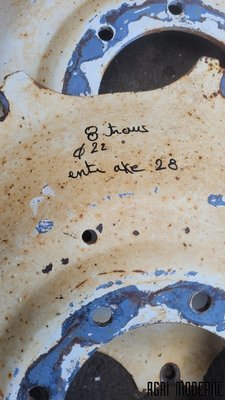 8 trous
ø 22
entr axe 28
AGRI MODERNE